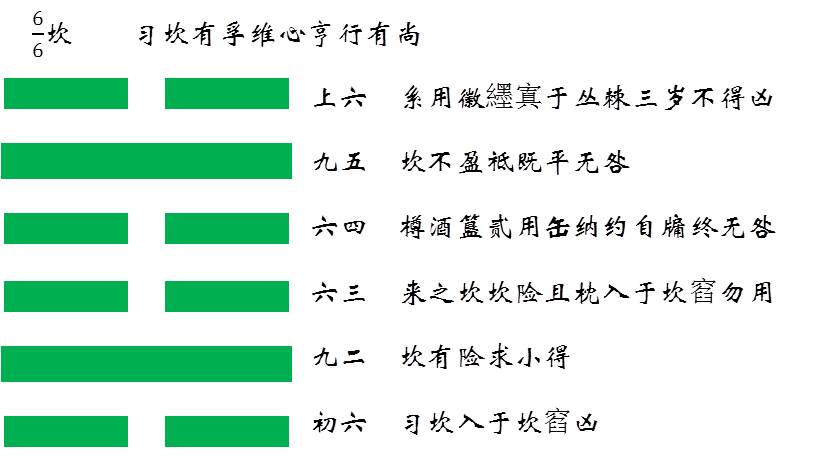 6/6坎 习坎有孚维心亨行有尚
上六 系用徽纆寘于丛棘三岁不得凶
九五 坎不盈祗既平无咎
六四 樽酒簋贰用缶纳约自牖终无咎
六三 来之坎坎险且枕入于坎窞勿用
九二 坎有险求小得
初六 习坎入于坎窞凶